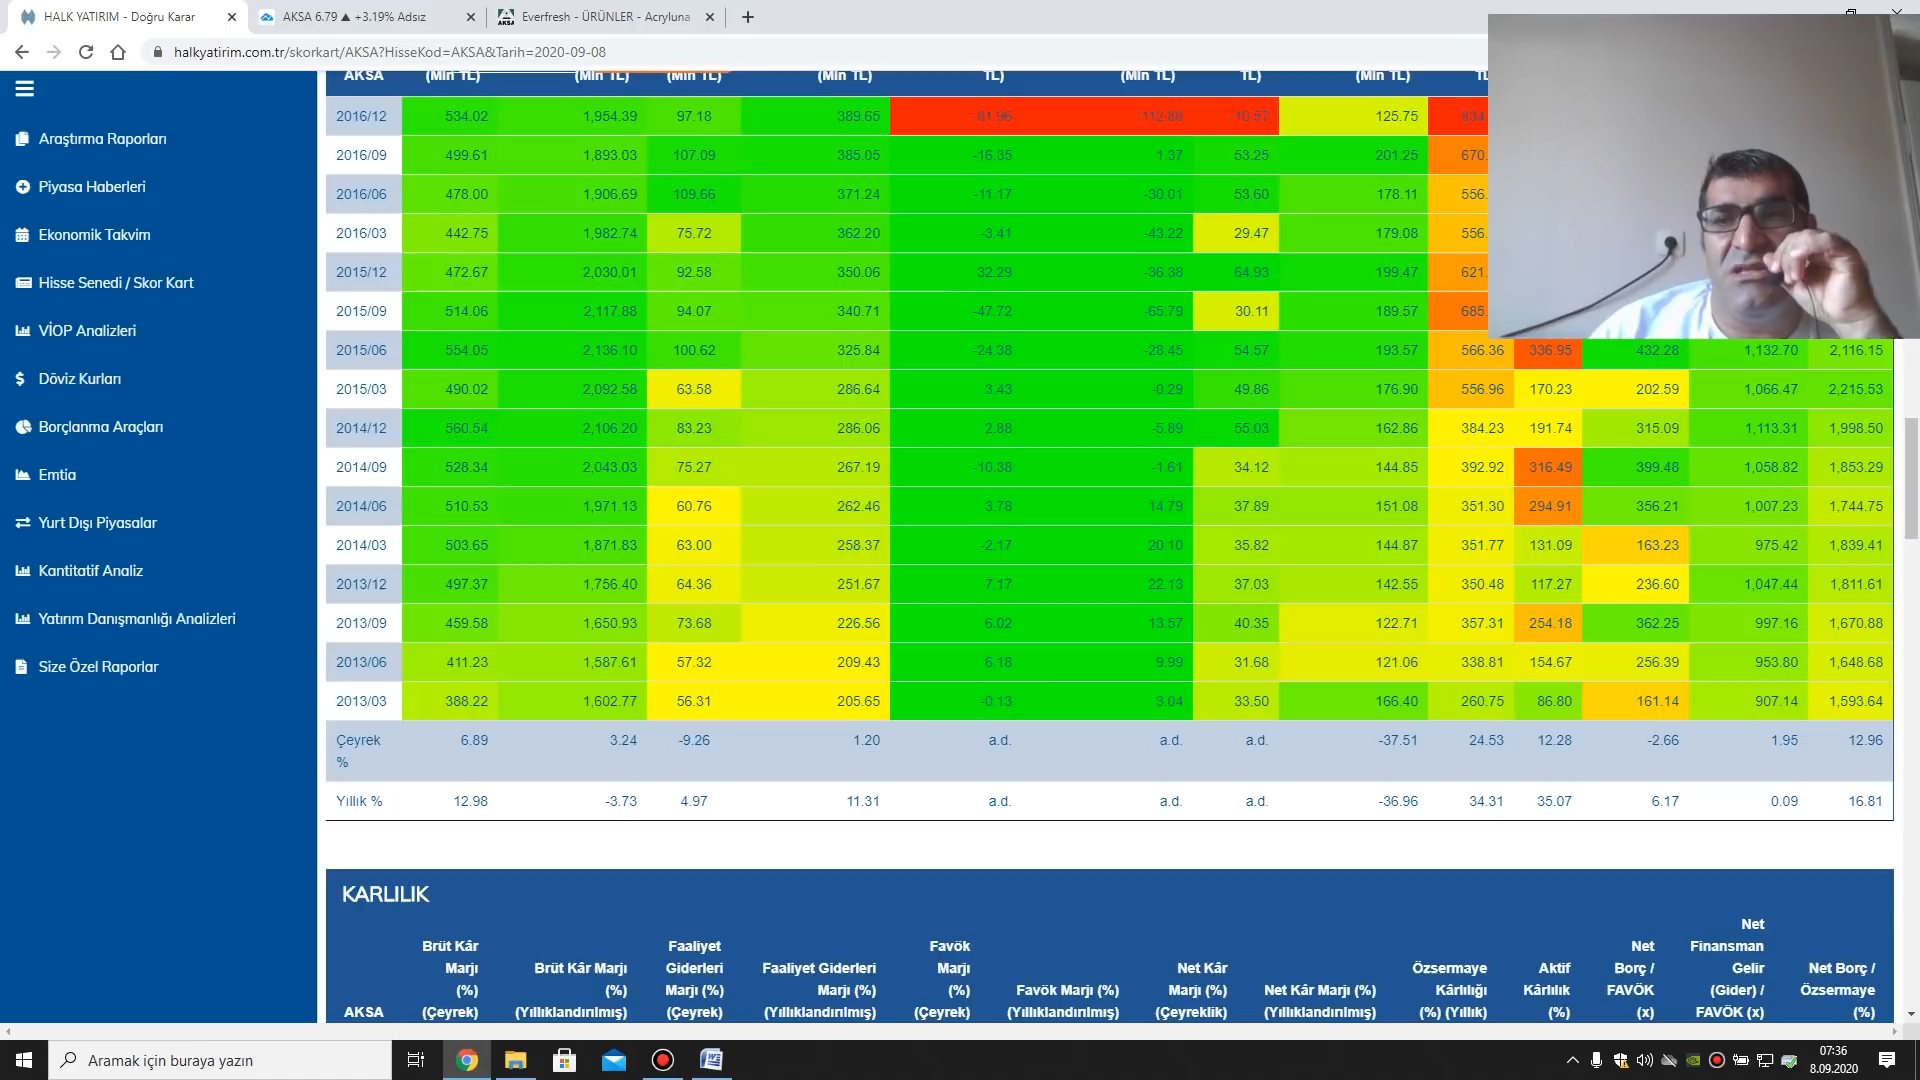 HALK YATIRIM - Doğru Karar
AKSA 6.79 ▲ +3.19% Adsız
Everfresh - ÜRÜNLER - Acryluna
halkyatirim.com.tr/skorkart/AKSA?HisseKod=AKSA&Tarih=2020-09-08
Araştırma Raporları
Piyasa Haberleri
Ekonomik Takvim
Hisse Senedi / Skor Kart
VİOP Analizleri
Döviz Kurları
Borçlanma Araçları
Emtia
Yurt Dışı Piyasalar
Kantitatif Analiz
Yatırım Danışmanlığı Analizleri
Size Özel Raporlar
AKSA (Mln TL) (Mln TL) (Mln TL) (Mln TL) TL) (Mln TL) TL) (Mln TL)
2016/12 534.02 1,954.39 97.18 389.65 -81.96 -112.88 -10.57 125.75
2016/09 499.61 1,893.03 107.09 385.05 -16.35 1.37 53.25 201.25 670.
2016/06 478.00 1,906.69 109.66 371.24 -11.17 -30.01 53.60 178.11 556.
2016/03 442.75 1,982.74 75.72 362.20 -3.41 -43.22 29.47 179.08 556.
2015/12 472.67 2,030.01 92.58 350.06 32.29 -36.38 64.93 199.47 621.
2015/09 514.06 2,117.88 94.07 340.71 -47.72 -65.79 30.11 189.57 685.
2015/06 554.05 2,136.10 100.62 325.84 -24.38 -28.45 54.57 193.57 566.36 336.95 432.28 1,132.70 2,116.15
2015/03 490.02 2,092.58 63.58 286.64 3.43 -0.29 49.86 176.90 556.96 170.23 202.59 1,066.47 2,215.53
2014/12 560.54 2,106.20 83.23 286.06 2.88 -5.89 55.03 162.86 384.23 191.74 315.09 1,113.31 1,998.50
2014/09 528.34 2,043.03 75.27 267.19 -10.38 -1.61 34.12 144.85 392.92 316.49 399.48 1,058.82 1,853.29
2014/06 510.53 1,971.13 60.76 262.46 3.78 14.79 37.89 151.08 351.30 294.91 356.21 1,007.23 1,744.75
2014/03 503.65 1,871.83 63.00 258.37 -2.17 20.10 35.82 144.87 351.77 131.09 163.23 975.42 1,839.41
2013/12 497.37 1,756.40 64.36 251.67 7.17 22.13 37.03 142.55 350.48 117.27 236.60 1,047.44 1,811.61
2013/09 459.58 1,650.93 73.68 226.56 6.02 13.57 40.35 122.71 357.31 254.18 362.25 997.16 1,670.88
2013/06 411.23 1,587.61 57.32 209.43 6.18 9.99 31.68 121.06 338.81 154.67 256.39 953.80 1,648.68
2013/03 388.22 1,602.77 56.31 205.65 -0.13 3.04 33.50 166.40 260.75 86.80 161.14 907.14 1,593.64
Çeyrek 6.89 3.24 -9.26 1.20 a.d. a.d. a.d. -37.51 24.53 12.28 -2.66 1.95 12.96
%
Yıllık % 12.98 -3.73 4.97 11.31 a.d. a.d. a.d. -36.96 34.31 35.07 6.17 0.09 16.81
KARLILIK
Net
Brüt Kâr Faaliyet Favök Net Finansman
Marjı Brüt Kâr Marjı Giderleri Faaliyet Giderleri Marjı Net Kâr Özsermaye Aktif Borç / Gelir Net Borç /
(%) (%) Marjı (%) Marjı (%) (%) Favök Marjı (%) Marjı (%) Net Kâr Marjı (%) Kârlılığı Kârlılık FAVÖK (Gider) / Özsermaye
AKSA (Çeyrek) (Yıllıklandırılmış) (Çeyrek) (Yıllıklandırılmış) (Çeyrek) (Yıllıklandırılmış) (Çeyreklik) (Yıllıklandırılmış) (%) (Yıllık) (%) (x) FAVÖK (x) (%)
Aramak için buraya yazın
07:36
8.09.2020